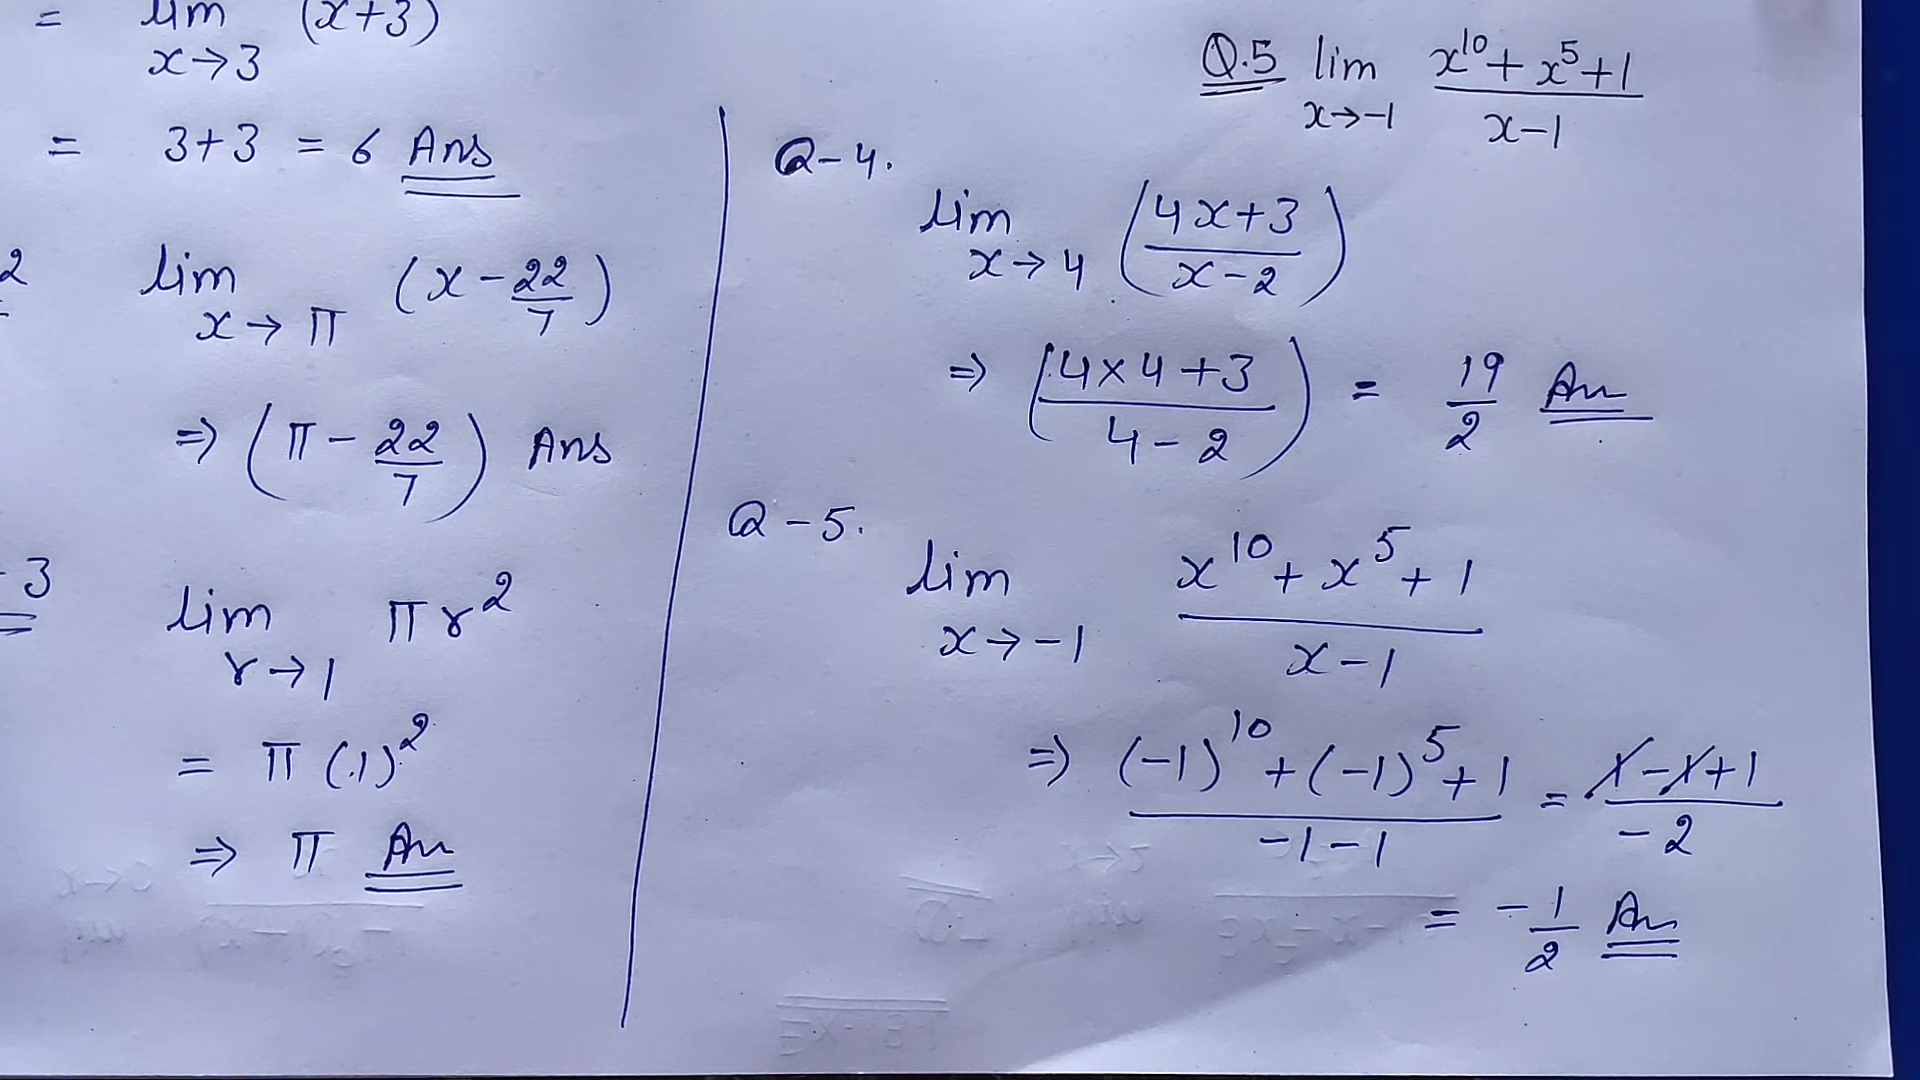 = lim (x+3)
x→3
= 3+3 = 6 Ans
2 lim (x - 22/7)
x→π
⇒ (π - 22/7) Ans
3 lim πr²
r→1
= π(1)²
⇒ π An
Q.5 lim (x¹⁰+x⁵+1)/(x-1)
x→-1
Q-4.
lim ((4x+3)/(x-2))
x→4
⇒ ((4×4+3)/(4-2)) = 19/2 An
Q-5.
lim (x¹⁰+x⁵+1)/(x-1)
x→-1
⇒ ((-1)¹⁰+(-1)⁵+1)/(-1-1) = (1-1+1)/(-2)
= -1/2 An